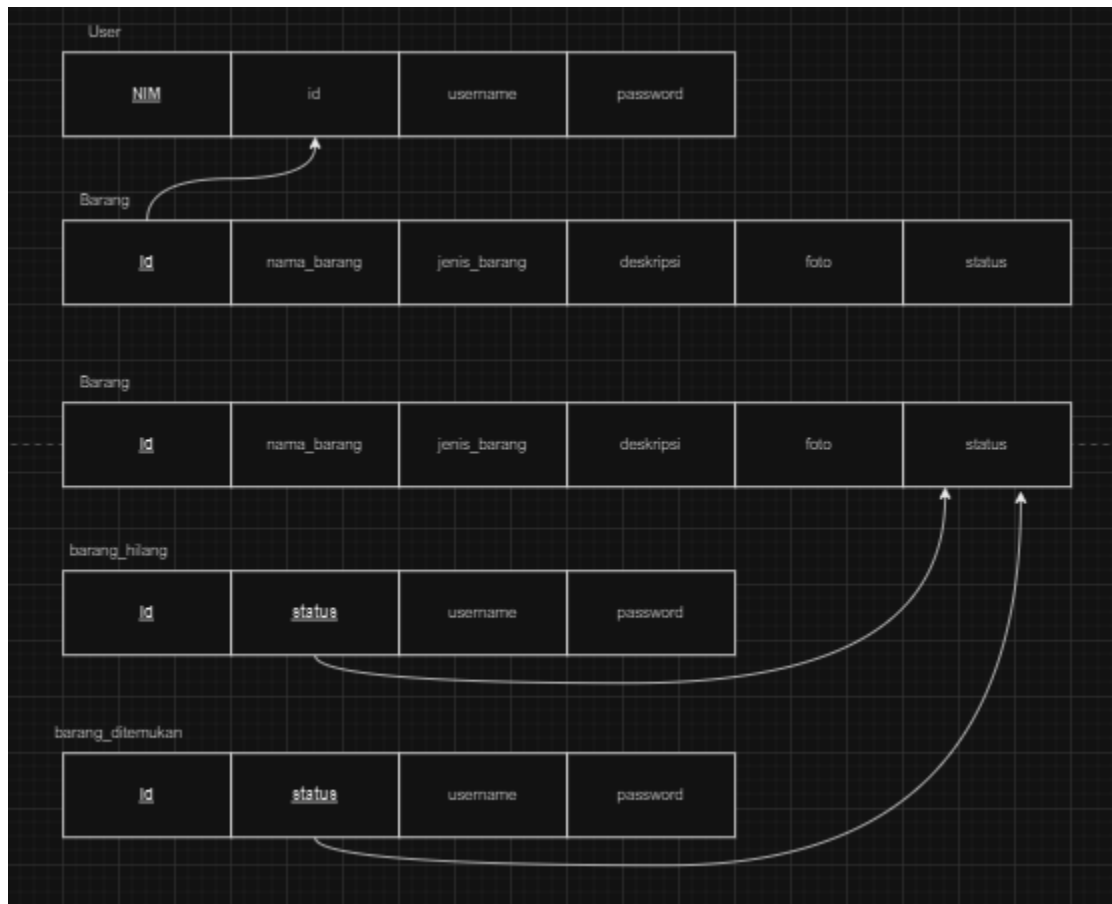 User
NIM id username password
Barang
Id nama_barang jenis_barang deskripsi foto status
Barang
Id nama_barang jenis_barang deskripsi foto status
barang_hilang
Id status username password
barang_ditemukan
Id status username password